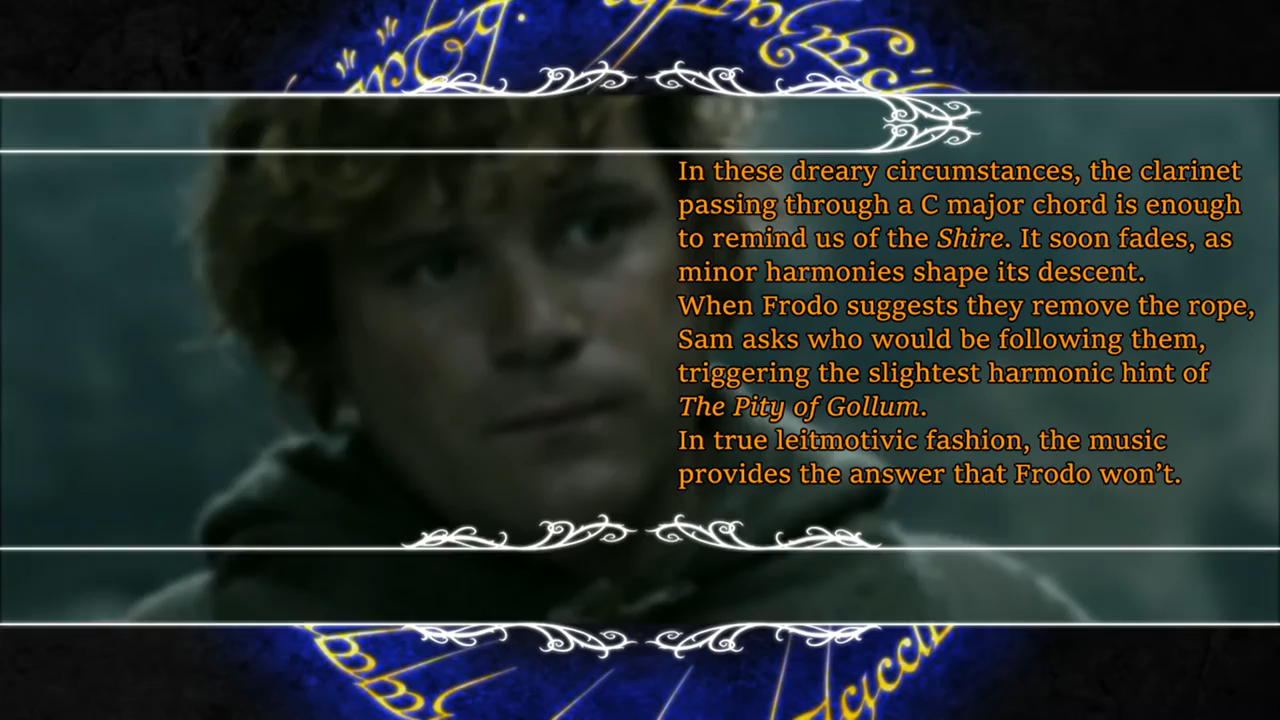 In these dreary circumstances, the clarinet
passing through a C major chord is enough
to remind us of the Shire. It soon fades, as
minor harmonies shape its descent.
When Frodo suggests they remove the rope,
Sam asks who would be following them,
triggering the slightest harmonic hint of
The Pity of Gollum.
In true leitmotivic fashion, the music
provides the answer that Frodo won’t.